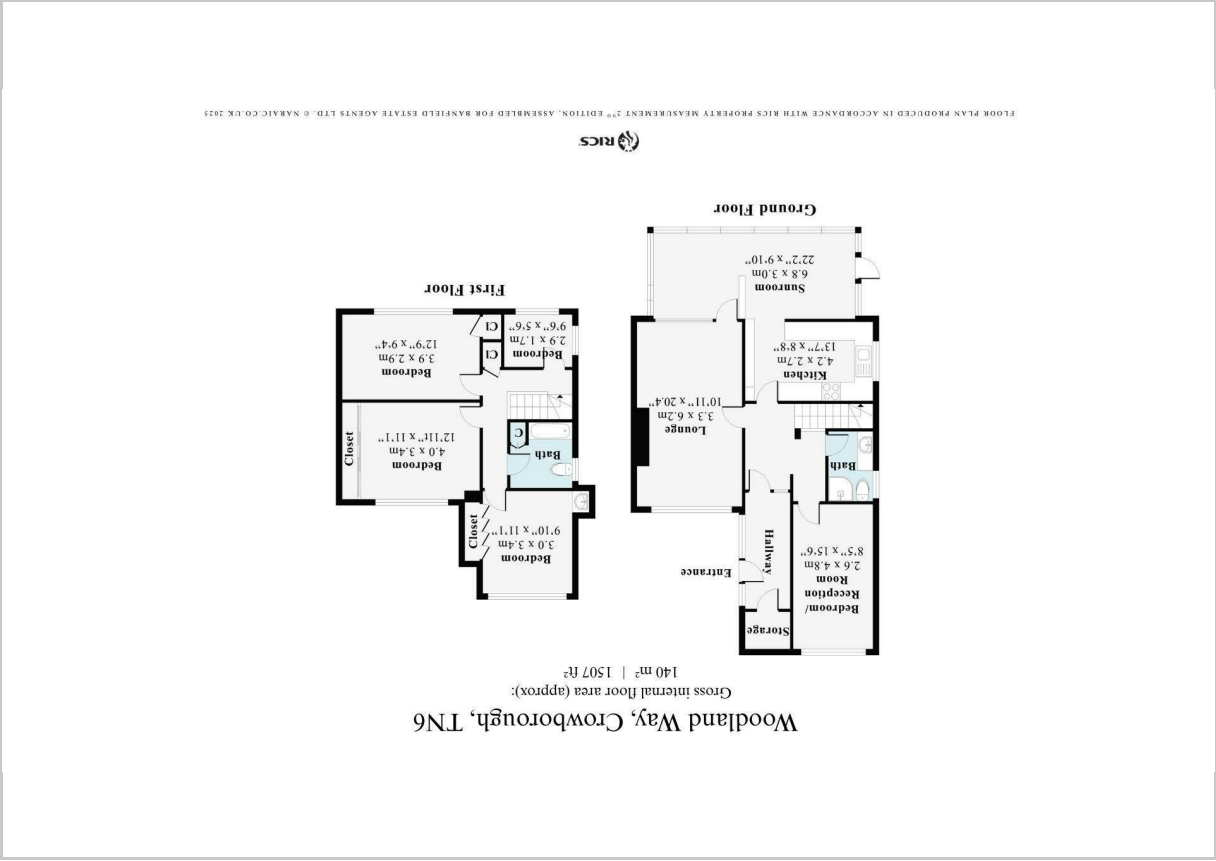 Woodland Way, Crowborough, TN6
Gross internal floor area (approx):
140 m² | 1507 ft²
Storage
Bedroom/
Reception
Room
2.6 x 4.8m
8'5” x 15'6”
Hallway
Entrance
Bath
Lounge
3.3 x 6.2m
10'11” x 20.4”
Kitchen
4.2 x 2.7m
13'7” x 8'8”
Sunroom
6.8 x 3.0m
22'2” x 9'10”
Ground Floor
Bedroom
3.0 x 3.4m
9'10” x 11'1”
Closet
Bath
C
Bedroom
4.0 x 3.4m
12'11r” x 11'1”
Closet
Bedroom
3.9 x 2.9m
12'9” x 9'4”
Cl
Cl
Bedroom
2.9 x 1.7m
9'6” x 5'6”
First Floor
RICS
FLOOR PLAN PRODUCED IN ACCORDANCE WITH RICS PROPERTY MEASUREMENT 2ND EDITION, ASSEMBLED FOR BANFIELD ESTATE AGENTS LTD. © NARAIC.CO.UK 2025